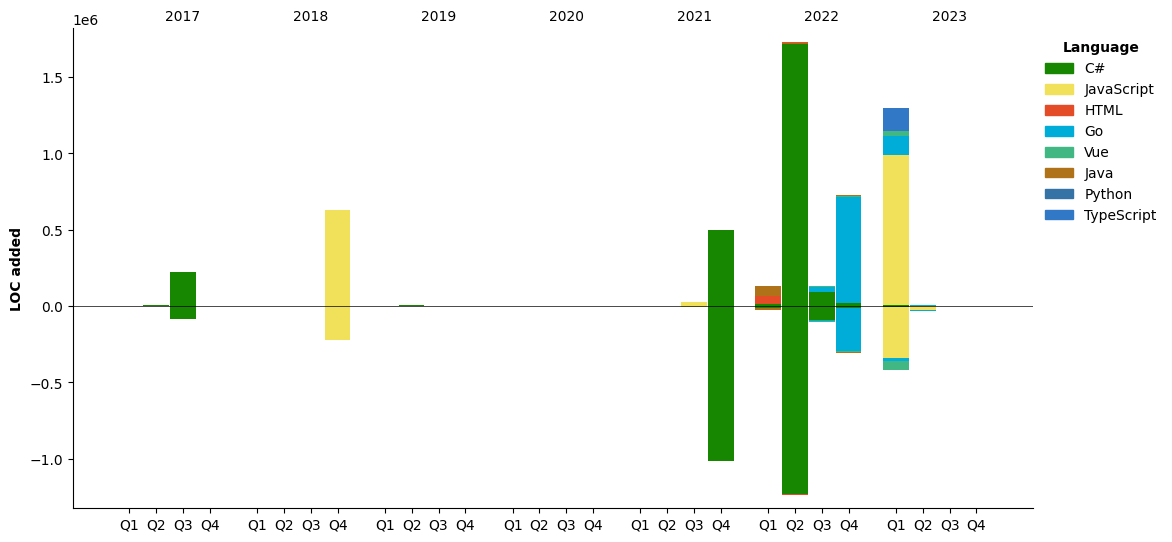 1e6
2017 2018 2019 2020 2021 2022 2023
Language
C#
JavaScript
HTML
Go
Vue
Java
Python
TypeScript
LOC added
1.5
1.0
0.5
0.0
−0.5
−1.0
Q1 Q2 Q3 Q4 Q1 Q2 Q3 Q4 Q1 Q2 Q3 Q4 Q1 Q2 Q3 Q4 Q1 Q2 Q3 Q4 Q1 Q2 Q3 Q4 Q1 Q2 Q3 Q4